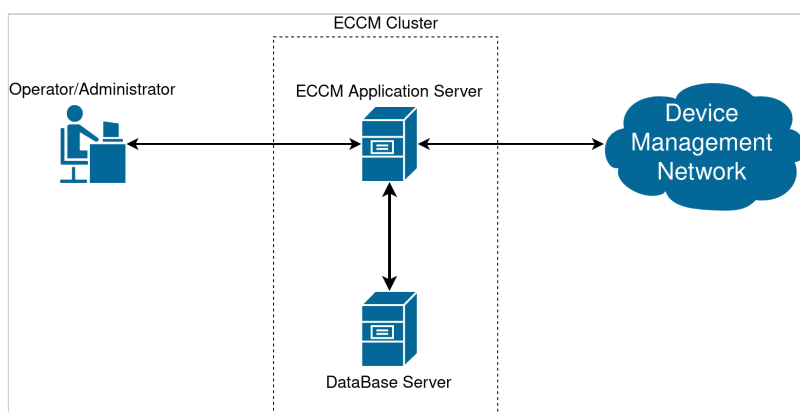 ECCM Cluster
Operator/Administrator
ECCM Application Server
Device
Management
Network
DataBase Server